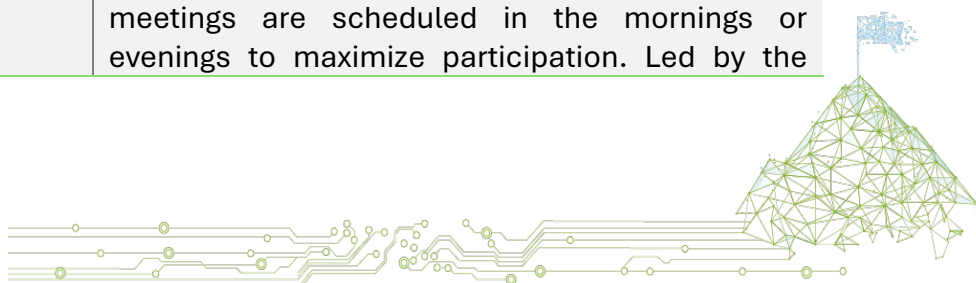 meetings are scheduled in the mornings or
evenings to maximize participation. Led by the